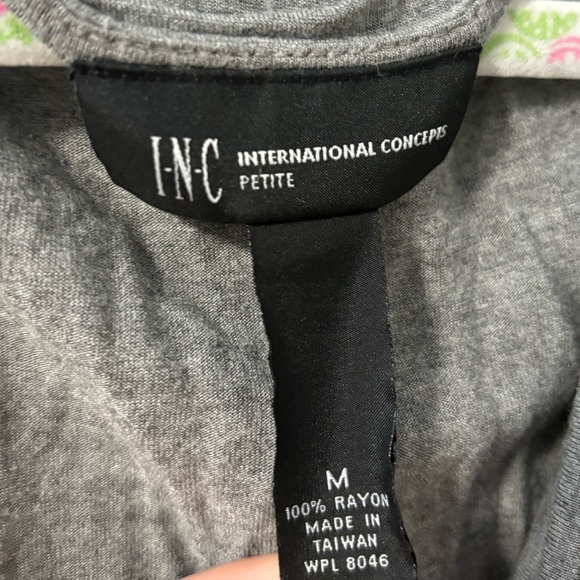 I-N-C INTERNATIONAL CONCEPTS
PETITE
M
100% RAYON
MADE IN
TAIWAN
WPL 8046